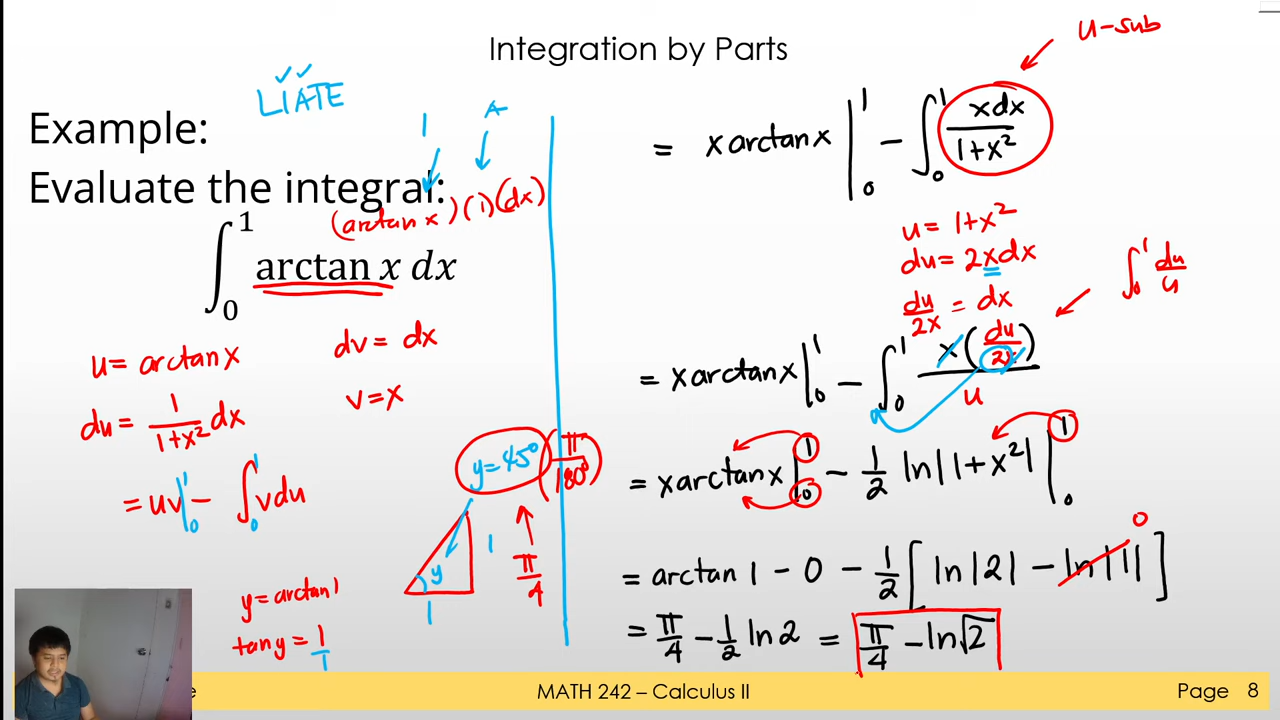 Integration by Parts
u-sub
LIATE
Example:
Evaluate the integral:
1 A
(arctan x)(1)(dx)
∫₀¹ arctan x dx
u = arctan x
dv = dx
du = 1/(1+x²) dx
v = x
= uv|₀¹ − ∫₀¹ v du
y = 45° (π/180°)
π/4
y
1
1
y = arctan 1
tan y = 1/1
= x arctan x |₀¹ − ∫₀¹ x dx/(1+x²)
u = 1+x²
du = 2x dx
du/2x = dx
∫₀¹ du/u
= x arctan x |₀¹ − ∫₀¹ x (du/2x)/u
= x arctan x |₀¹ − 1/2 ln|1+x²| |₀¹
= arctan 1 − 0 − 1/2 [ln|2| − ln|1|]
0
= π/4 − 1/2 ln 2 = π/4 − ln√2
MATH 242 – Calculus II
Page 8